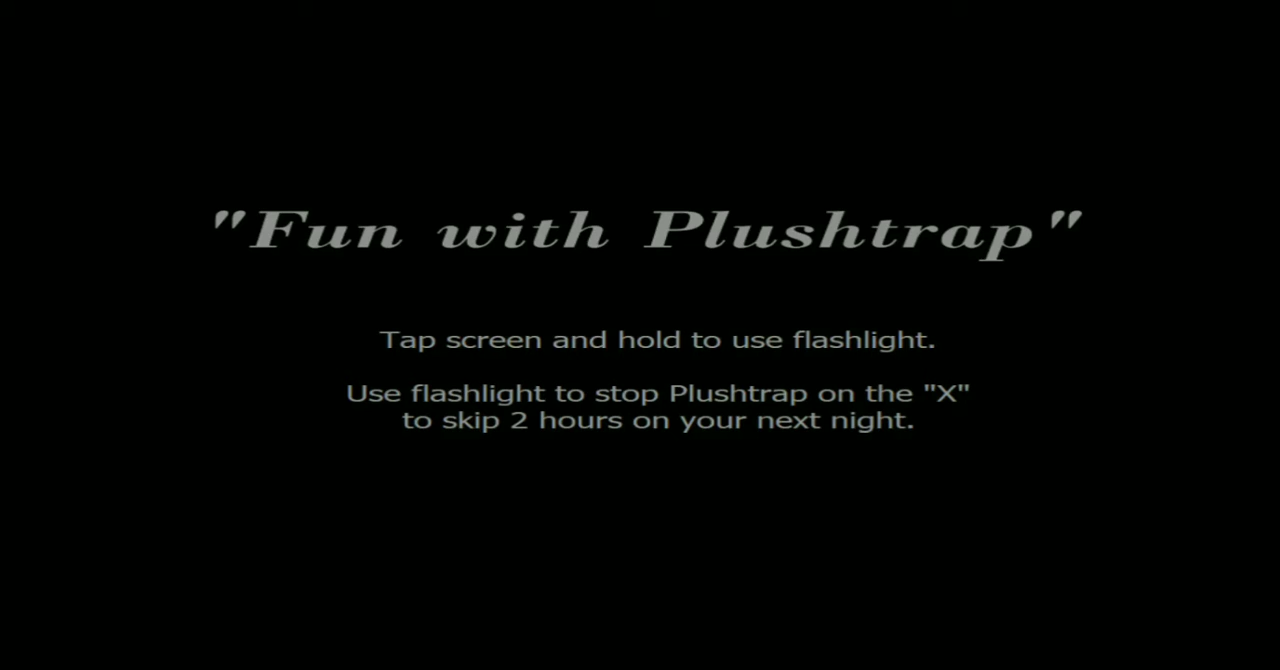 "Fun with Plushtrap"
Tap screen and hold to use flashlight.
Use flashlight to stop Plushtrap on the "X"
to skip 2 hours on your next night.